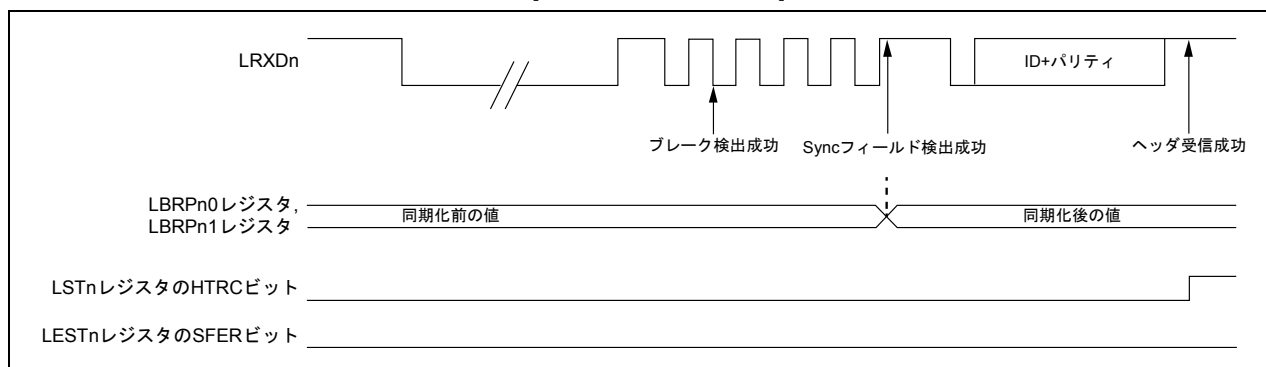 LRXDn
ID+パリティ
ブレーク検出成功
Syncフィールド検出成功
ヘッダ受信成功
LBRPn0レジスタ,
LBRPn1レジスタ
同期化前の値
同期化後の値
LSTnレジスタのHTRCビット
LESTnレジスタのSFERビット